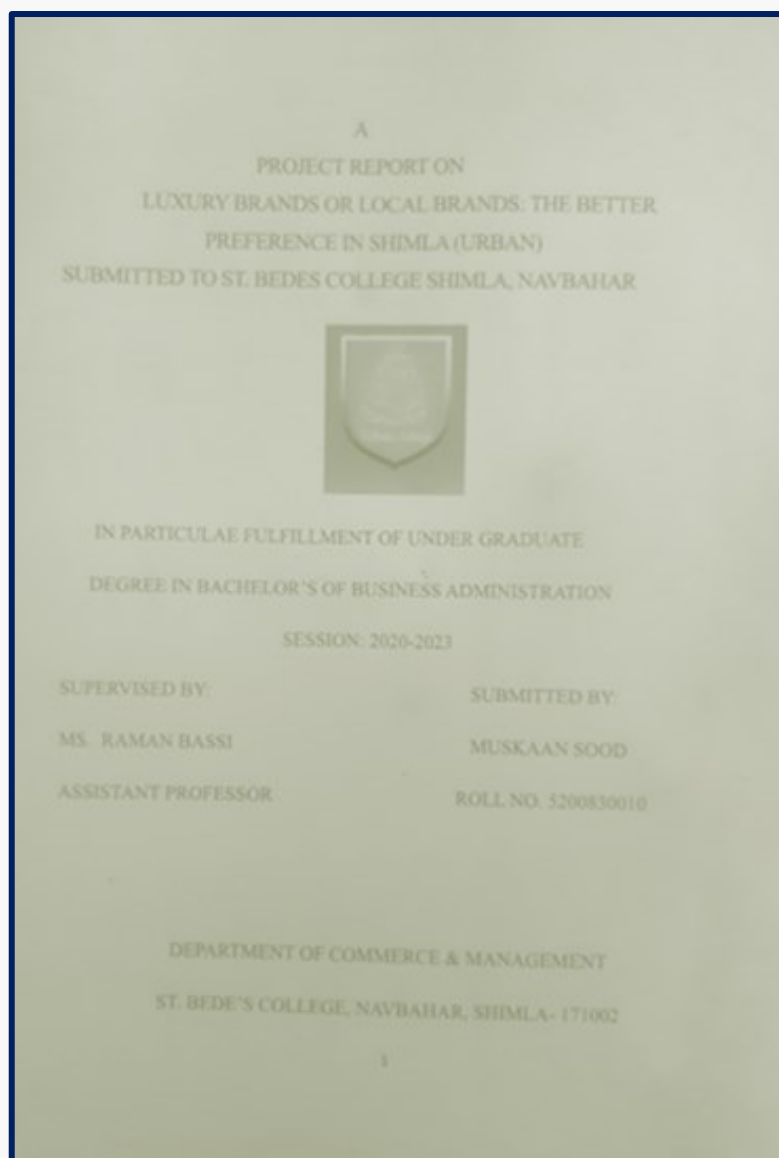 A
PROJECT REPORT ON
LUXURY BRANDS OR LOCAL BRANDS: THE BETTER
PREFERENCE IN SHIMLA (URBAN)
SUBMITTED TO ST. BEDES COLLEGE SHIMLA, NAVBAHAR
IN PARTICULAE FULFILLMENT OF UNDER GRADUATE
DEGREE IN BACHELOR'S OF BUSINESS ADMINISTRATION
SESSION: 2020-2023
SUPERVISED BY:
SUBMITTED BY:
MS. RAMAN BASSI
MUSKAAN SOOD
ASSISTANT PROFESSOR
ROLL NO. 5200830010
DEPARTMENT OF COMMERCE & MANAGEMENT
ST. BEDE'S COLLEGE, NAVBAHAR, SHIMLA- 171002